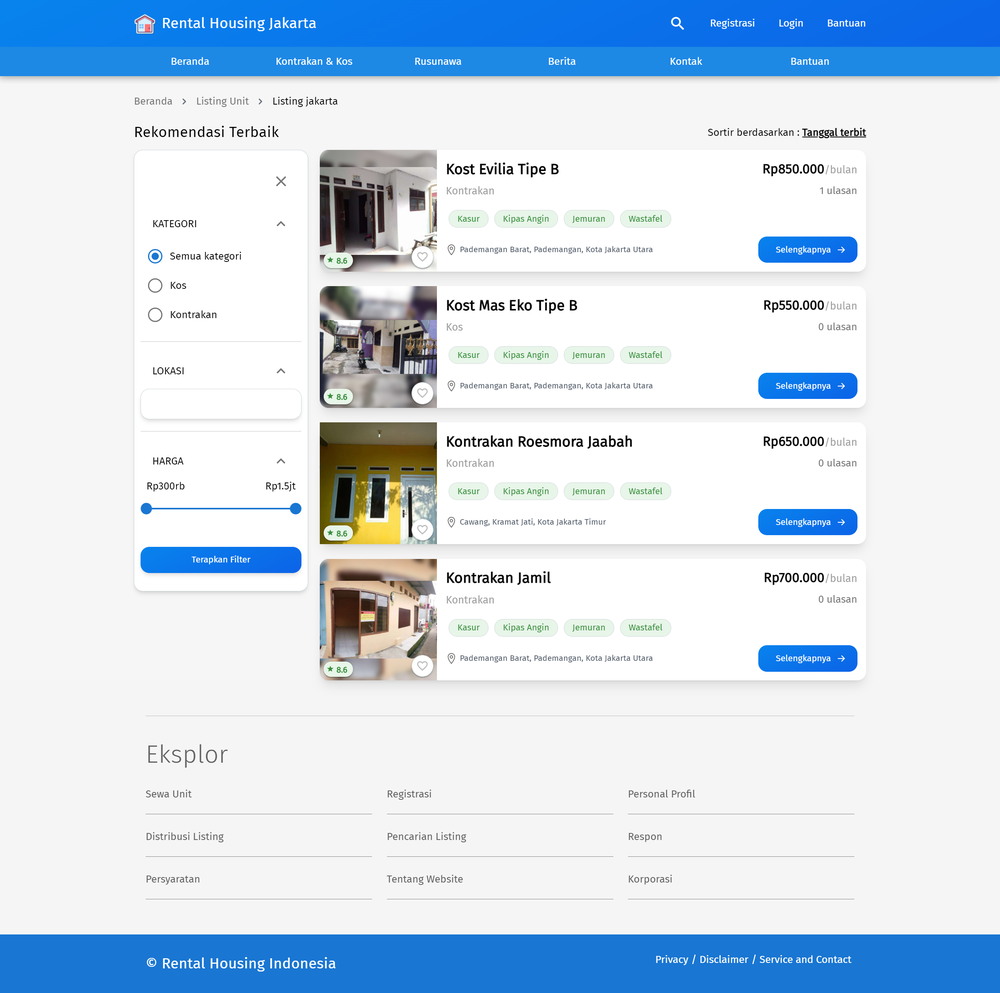 Rental Housing Jakarta
Registrasi Login Bantuan
Beranda Kontrakan & Kos Rusunawa Berita Kontak Bantuan
Beranda > Listing Unit > Listing jakarta
Rekomendasi Terbaik
Sortir berdasarkan : Tanggal terbit
KATEGORI
Semua kategori
Kos
Kontrakan
LOKASI
HARGA
Rp300rb Rp1.5jt
Terapkan Filter
Kost Evilia Tipe B
Rp850.000/bulan
Kontrakan
1 ulasan
Kasur Kipas Angin Jemuran Wastafel
Pademangan Barat, Pademangan, Kota Jakarta Utara
Selengkapnya →
★ 8.6
Kost Mas Eko Tipe B
Rp550.000/bulan
Kos
0 ulasan
Kasur Kipas Angin Jemuran Wastafel
Pademangan Barat, Pademangan, Kota Jakarta Utara
Selengkapnya →
★ 8.6
Kontrakan Roesmora Jaabah
Rp650.000/bulan
Kontrakan
0 ulasan
Kasur Kipas Angin Jemuran Wastafel
Cawang, Kramat Jati, Kota Jakarta Timur
Selengkapnya →
★ 8.6
Kontrakan Jamil
Rp700.000/bulan
Kontrakan
0 ulasan
Kasur Kipas Angin Jemuran Wastafel
Pademangan Barat, Pademangan, Kota Jakarta Utara
Selengkapnya →
★ 8.6
Eksplor
Sewa Unit Registrasi Personal Profil
Distribusi Listing Pencarian Listing Respon
Persyaratan Tentang Website Korporasi
© Rental Housing Indonesia
Privacy / Disclaimer / Service and Contact